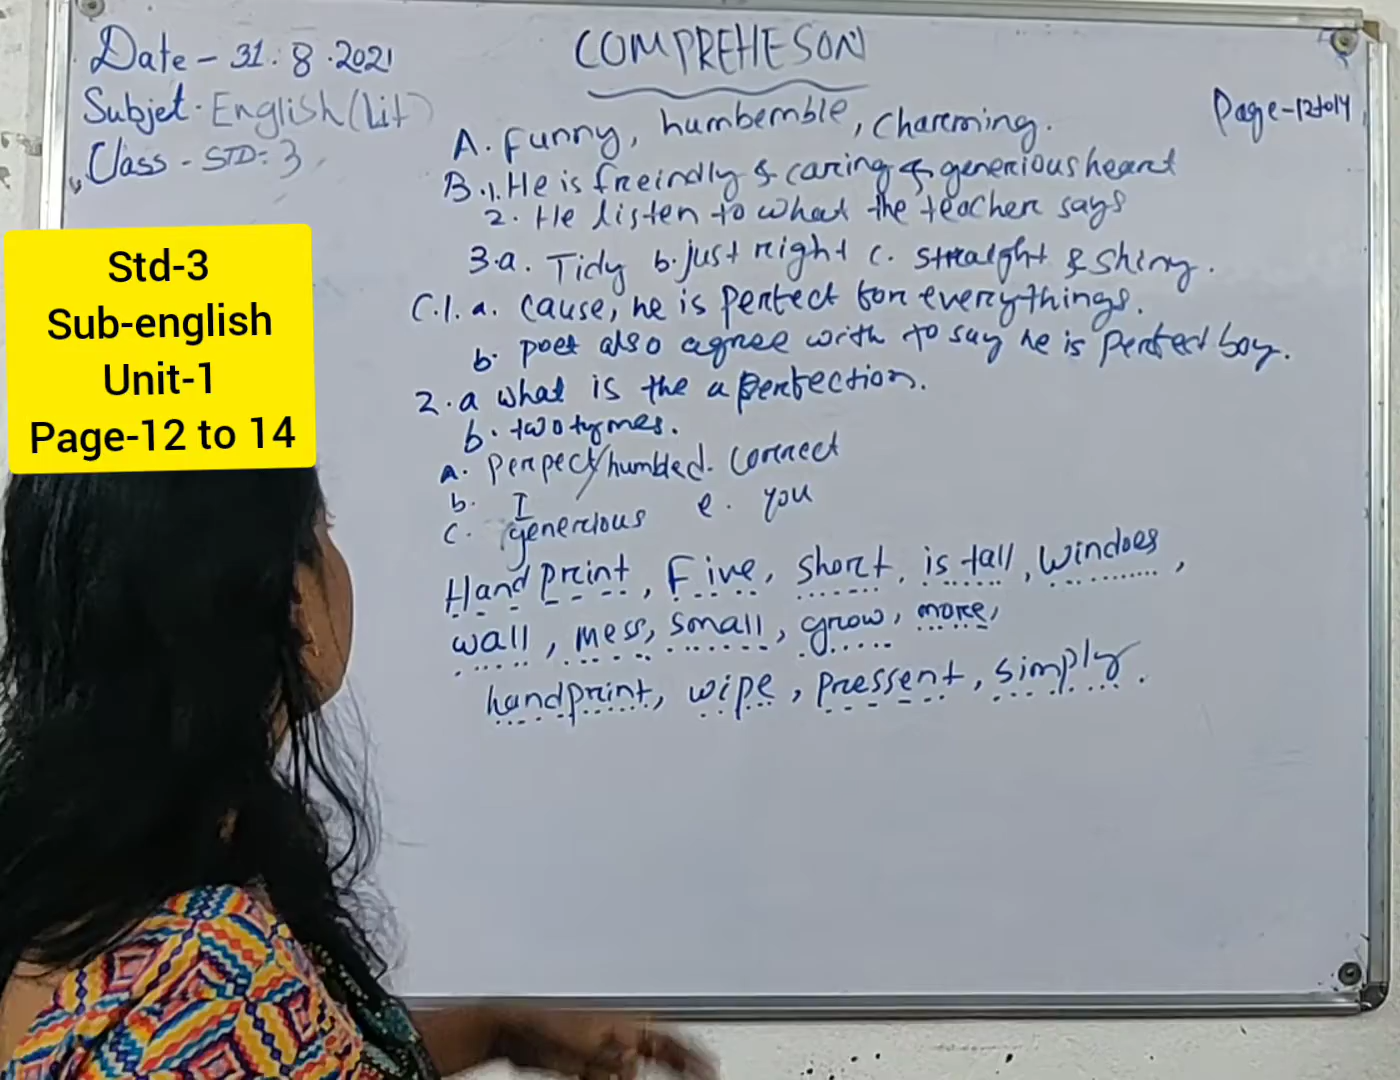 Date - 31.8.2021
Subjet. English (Lit)
Class - STD: 3
COMPREHESON
Page-12to14
A. Funny, humbemble, Chareming.
B.1. He is freindly & caring & generious heart
2. He listen to what the teacher says
3.a. Tidy b. just right c. straight & shiny.
C.1. a. cause, he is perfect for everythings.
b. poet also agree with to say he is perfect boy.
2.a what is the a perfection.
b. two tymes.
A. perpect/humbled. Correct
b. I e. you
c. generious
Hand print, Five, short, is tall, windoes,
wall, mess, small, grow, more,
handprint, wipe, pressent, simply.
Std-3
Sub-english
Unit-1
Page-12 to 14